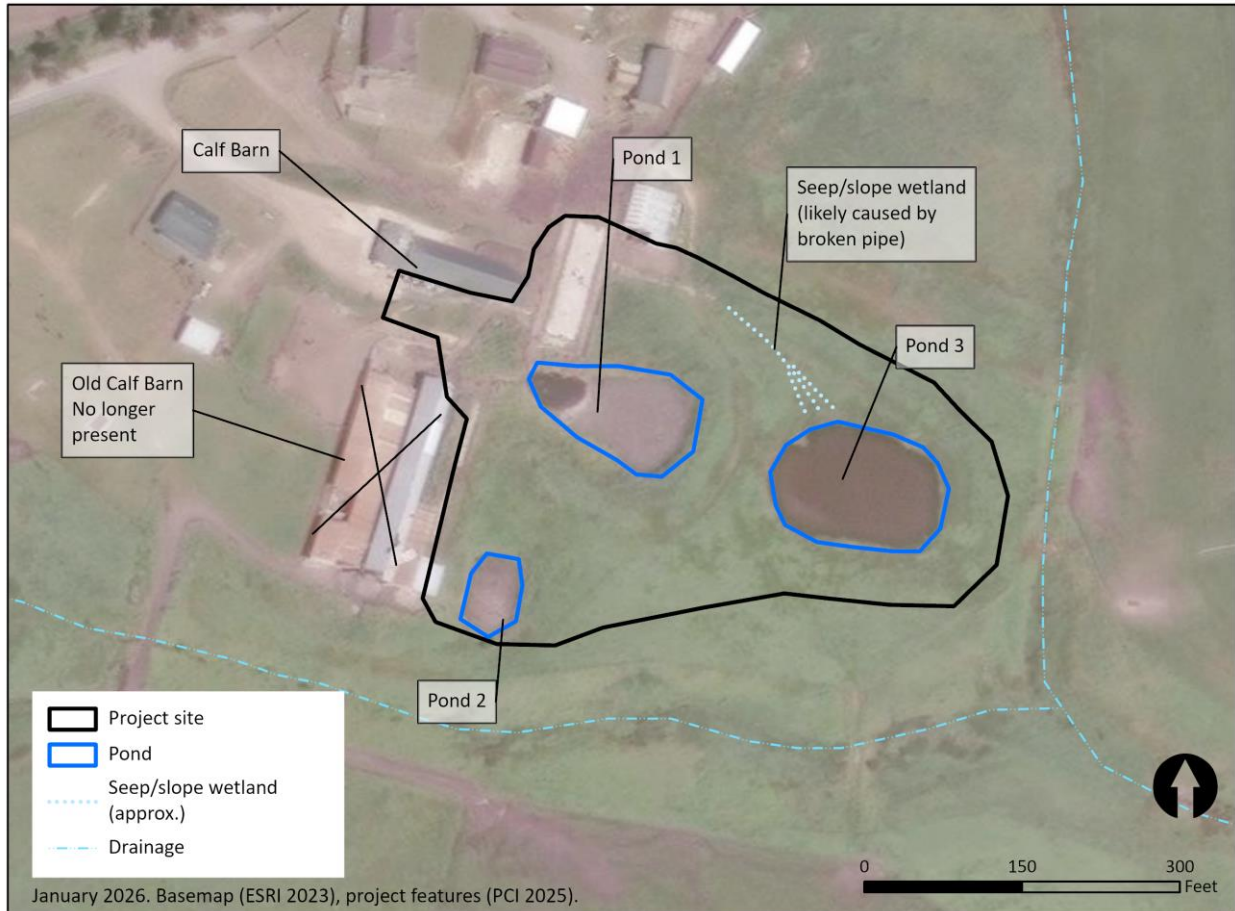 Calf Barn
Pond 1
Seep/slope wetland
(likely caused by
broken pipe)
Pond 3
Old Calf Barn
No longer
present
Pond 2
Project site
Pond
Seep/slope wetland
(approx.)
Drainage
0 150 300
Feet
January 2026. Basemap (ESRI 2023), project features (PCI 2025).